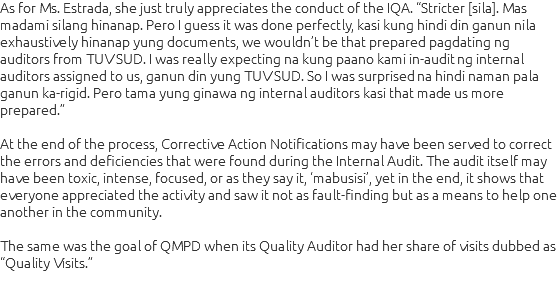 As for Ms. Estrada, she just truly appreciates the conduct of the IQA. “Stricter [sila]. Mas
madami silang hinanap. Pero I guess it was done perfectly, kasi kung hindi din ganun nila
exhaustively hinanap yung documents, we wouldn’t be that prepared pagdating ng
auditors from TUVSUD. I was really expecting na kung paano kami in-audit ng internal
auditors assigned to us, ganun din yung TUVSUD. So I was surprised na hindi naman pala
ganun ka-rigid. Pero tama yung ginawa ng internal auditors kasi that made us more
prepared.”
At the end of the process, Corrective Action Notifications may have been served to correct
the errors and deficiencies that were found during the Internal Audit. The audit itself may
have been toxic, intense, focused, or as they say it, ‘mabusisi’, yet in the end, it shows that
everyone appreciated the activity and saw it not as fault-finding but as a means to help one
another in the community.
The same was the goal of QMPD when its Quality Auditor had her share of visits dubbed as
“Quality Visits.”